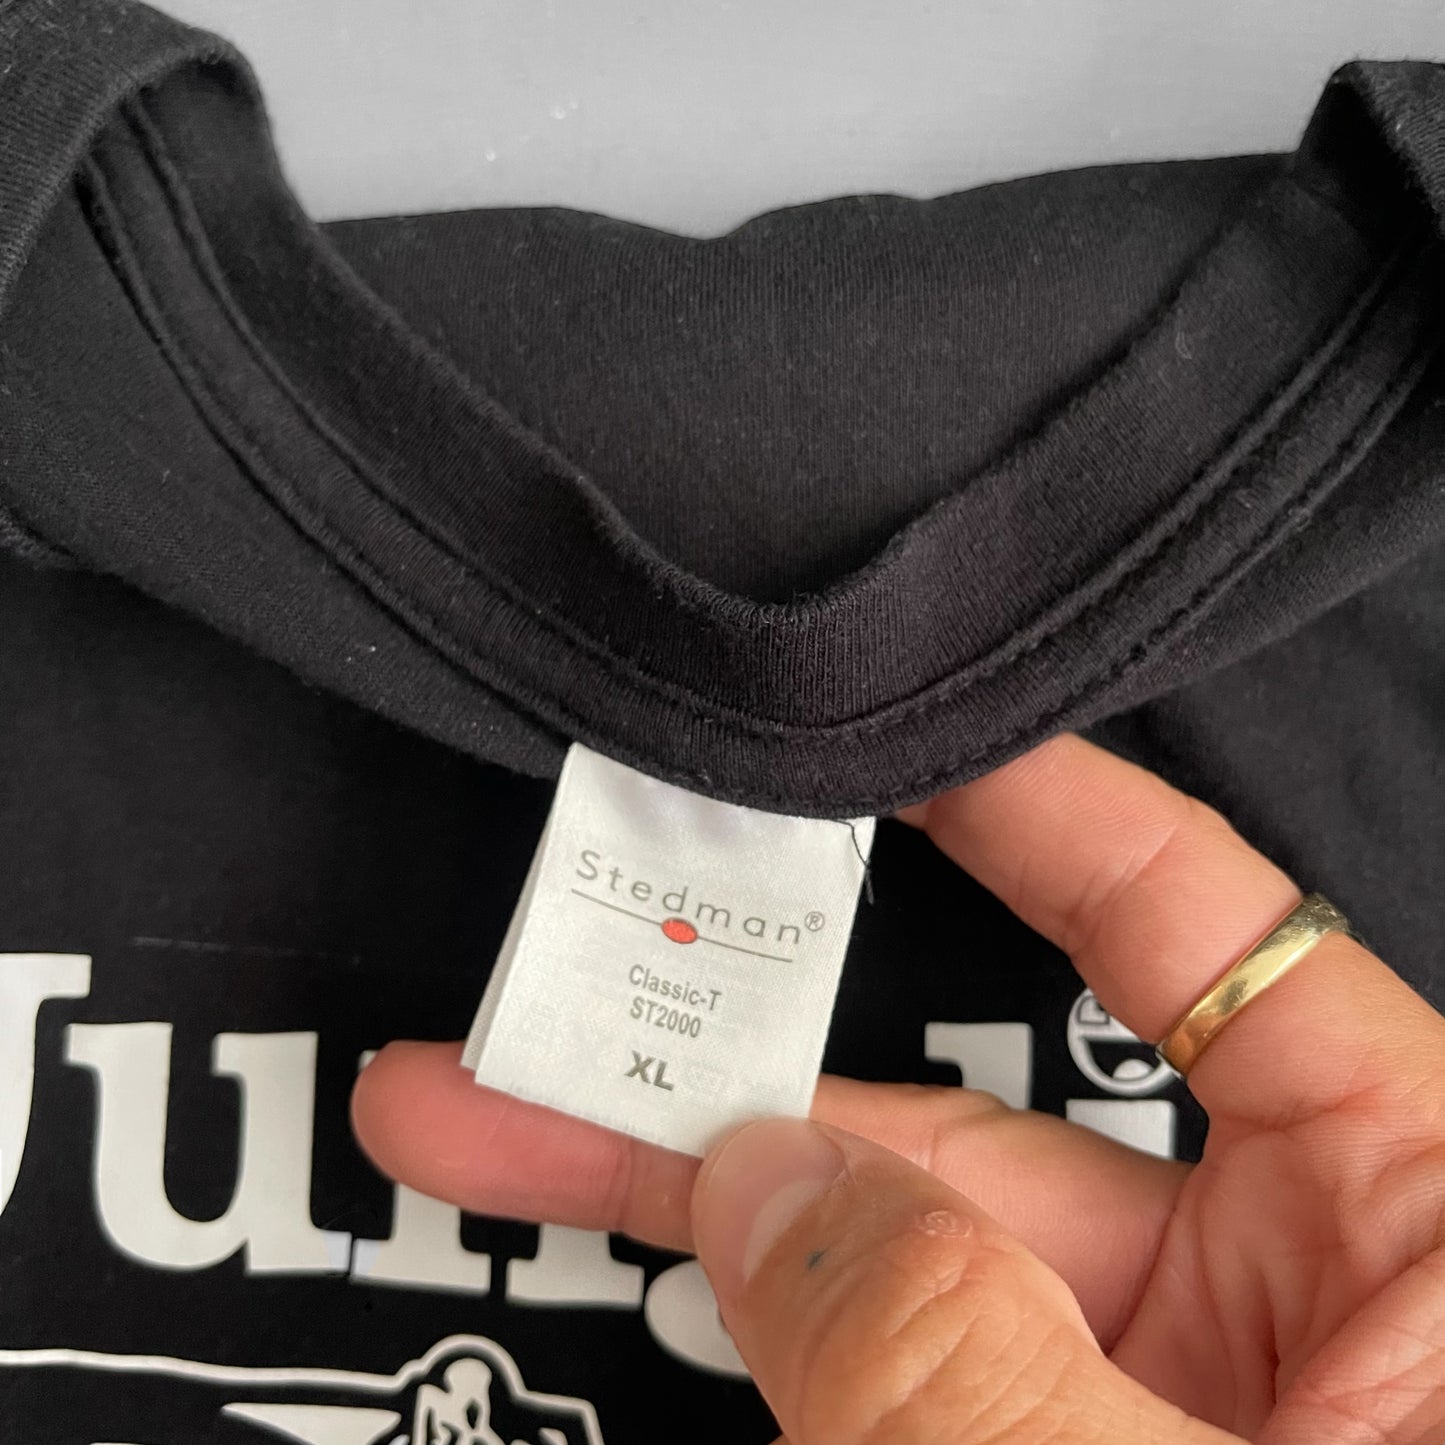 Stedman®
Classic-T
ST2000
XL